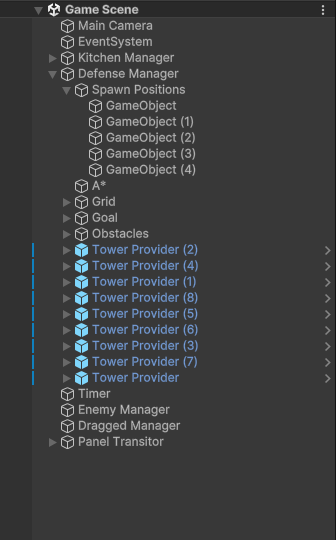 Game Scene
Main Camera
EventSystem
Kitchen Manager
Defense Manager
Spawn Positions
GameObject
GameObject (1)
GameObject (2)
GameObject (3)
GameObject (4)
A*
Grid
Goal
Obstacles
Tower Provider (2)
Tower Provider (4)
Tower Provider (1)
Tower Provider (8)
Tower Provider (5)
Tower Provider (6)
Tower Provider (3)
Tower Provider (7)
Tower Provider
Timer
Enemy Manager
Dragged Manager
Panel Transitor